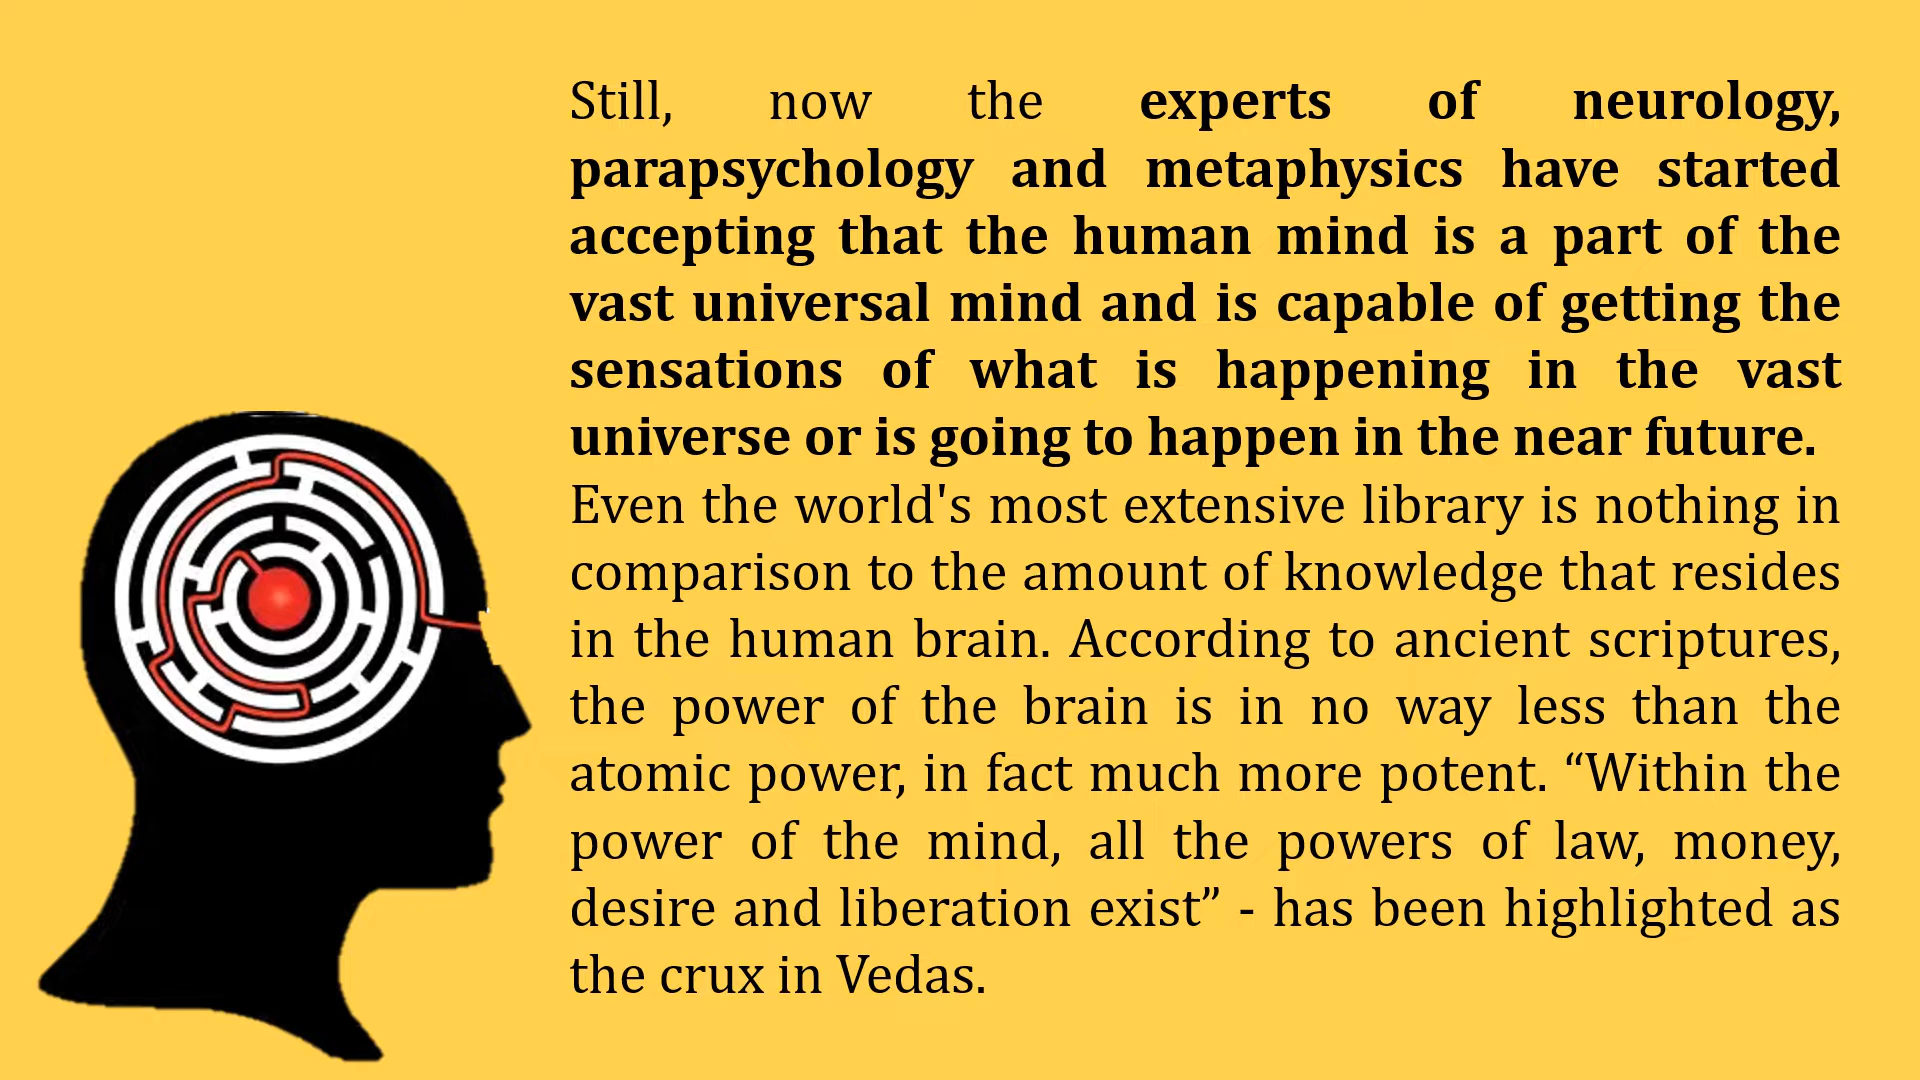 Still, now the experts of neurology,
parapsychology and metaphysics have started
accepting that the human mind is a part of the
vast universal mind and is capable of getting the
sensations of what is happening in the vast
universe or is going to happen in the near future.
Even the world's most extensive library is nothing in
comparison to the amount of knowledge that resides
in the human brain. According to ancient scriptures,
the power of the brain is in no way less than the
atomic power, in fact much more potent. “Within the
power of the mind, all the powers of law, money,
desire and liberation exist” - has been highlighted as
the crux in Vedas.